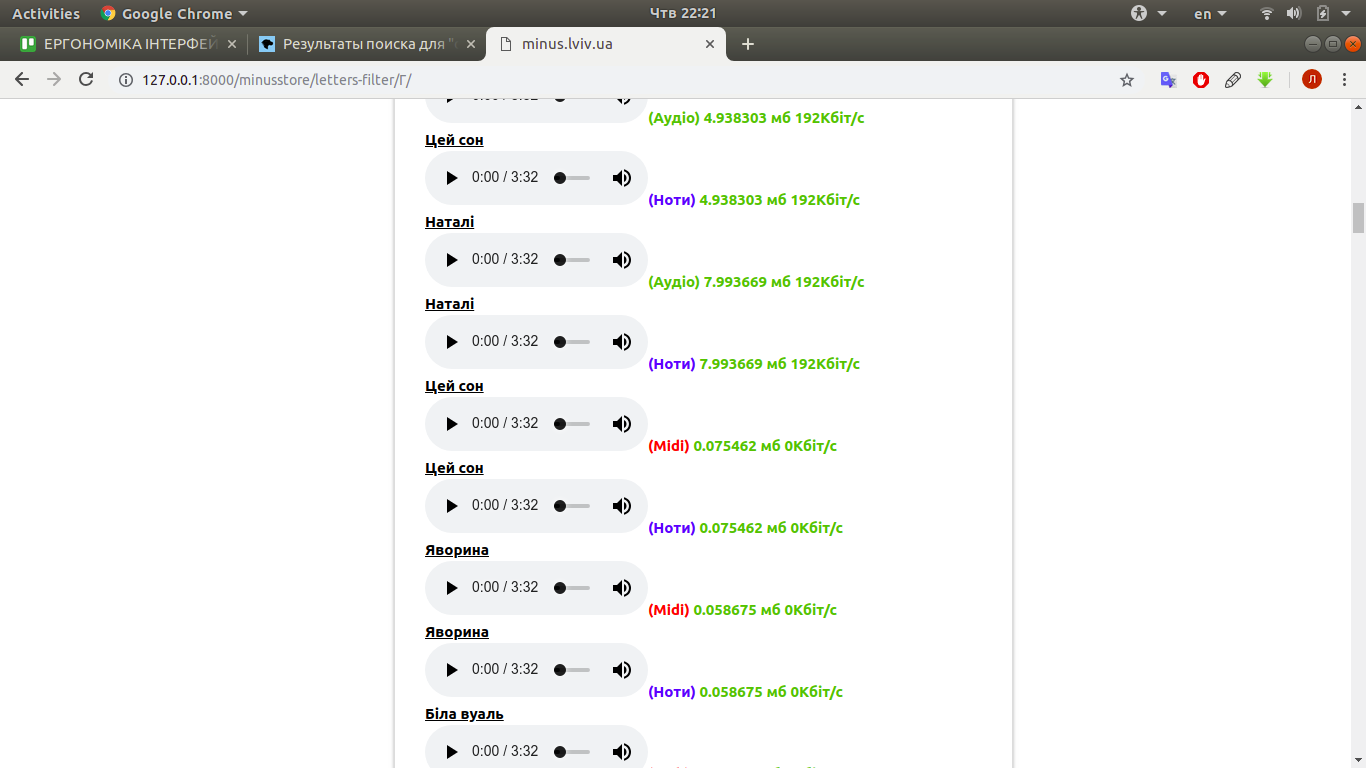 Activities Google Chrome Чтв 22:21 en
ЕРГОНОМІКА ІНТЕРФЕЙ Результаты поиска для "с minus.lviv.ua
127.0.0.1:8000/minusstore/letters-filter/Г/ Л
(Аудіо) 4.938303 мб 192Кбіт/с
Цей сон
0:00 / 3:32
(Ноти) 4.938303 мб 192Кбіт/с
Наталі
0:00 / 3:32
(Аудіо) 7.993669 мб 192Кбіт/с
Наталі
0:00 / 3:32
(Ноти) 7.993669 мб 192Кбіт/с
Цей сон
0:00 / 3:32
(Midi) 0.075462 мб 0Кбіт/с
Цей сон
0:00 / 3:32
(Ноти) 0.075462 мб 0Кбіт/с
Яворина
0:00 / 3:32
(Midi) 0.058675 мб 0Кбіт/с
Яворина
0:00 / 3:32
(Ноти) 0.058675 мб 0Кбіт/с
Біла вуаль
0:00 / 3:32